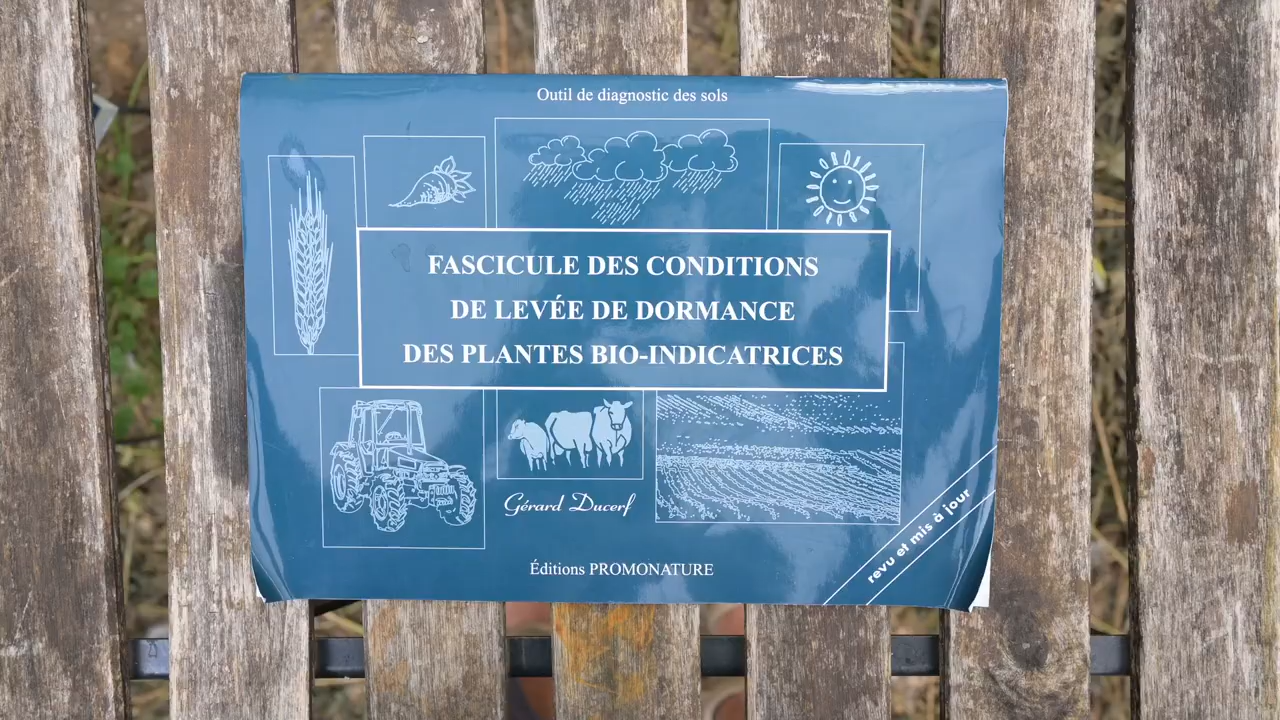 Outil de diagnostic des sols
FASCICULE DES CONDITIONS
DE LEVÉE DE DORMANCE
DES PLANTES BIO-INDICATRICES
Gérard Ducerf
revu et mis à jour
Éditions PROMONATURE